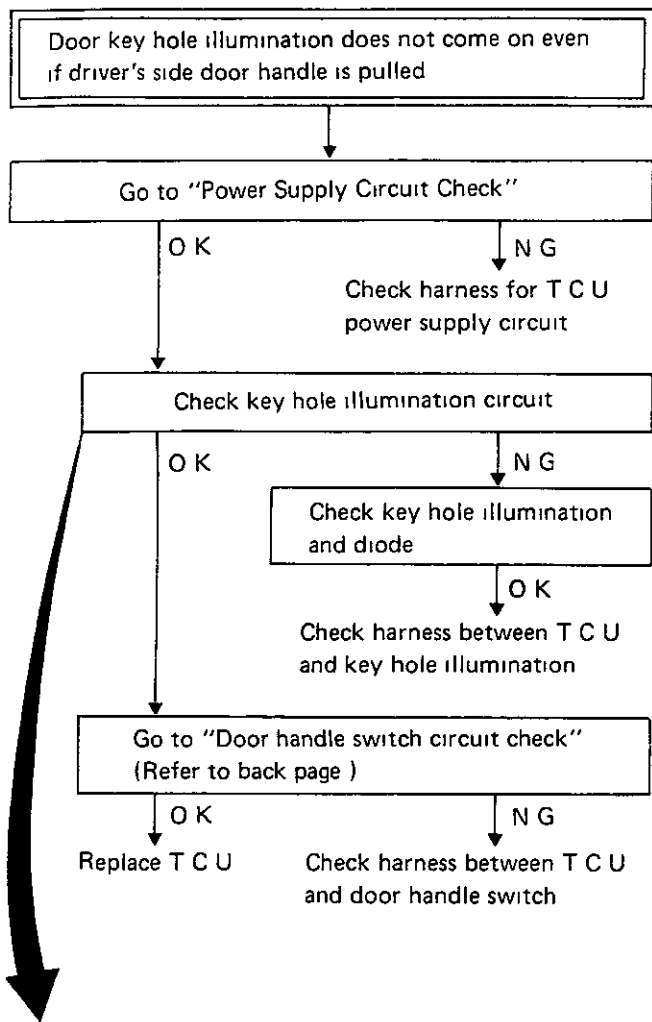 Door key hole illumination does not come on even
if driver's side door handle is pulled
Go to "Power Supply Circuit Check"
O K
N G
Check harness for T C U
power supply circuit
Check key hole illumination circuit
O K
N G
Check key hole illumination
and diode
O K
Check harness between T C U
and key hole illumination
Go to "Door handle switch circuit check"
(Refer to back page )
O K
N G
Replace T C U
Check harness between T C U
and door handle switch